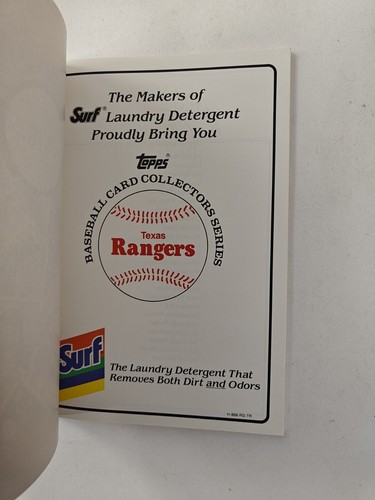 The Makers of
Surf® Laundry Detergent
Proudly Bring You
Topps®
BASEBALL CARD COLLECTORS SERIES
Texas
Rangers
Surf
The Laundry Detergent That
Removes Both Dirt and Odors